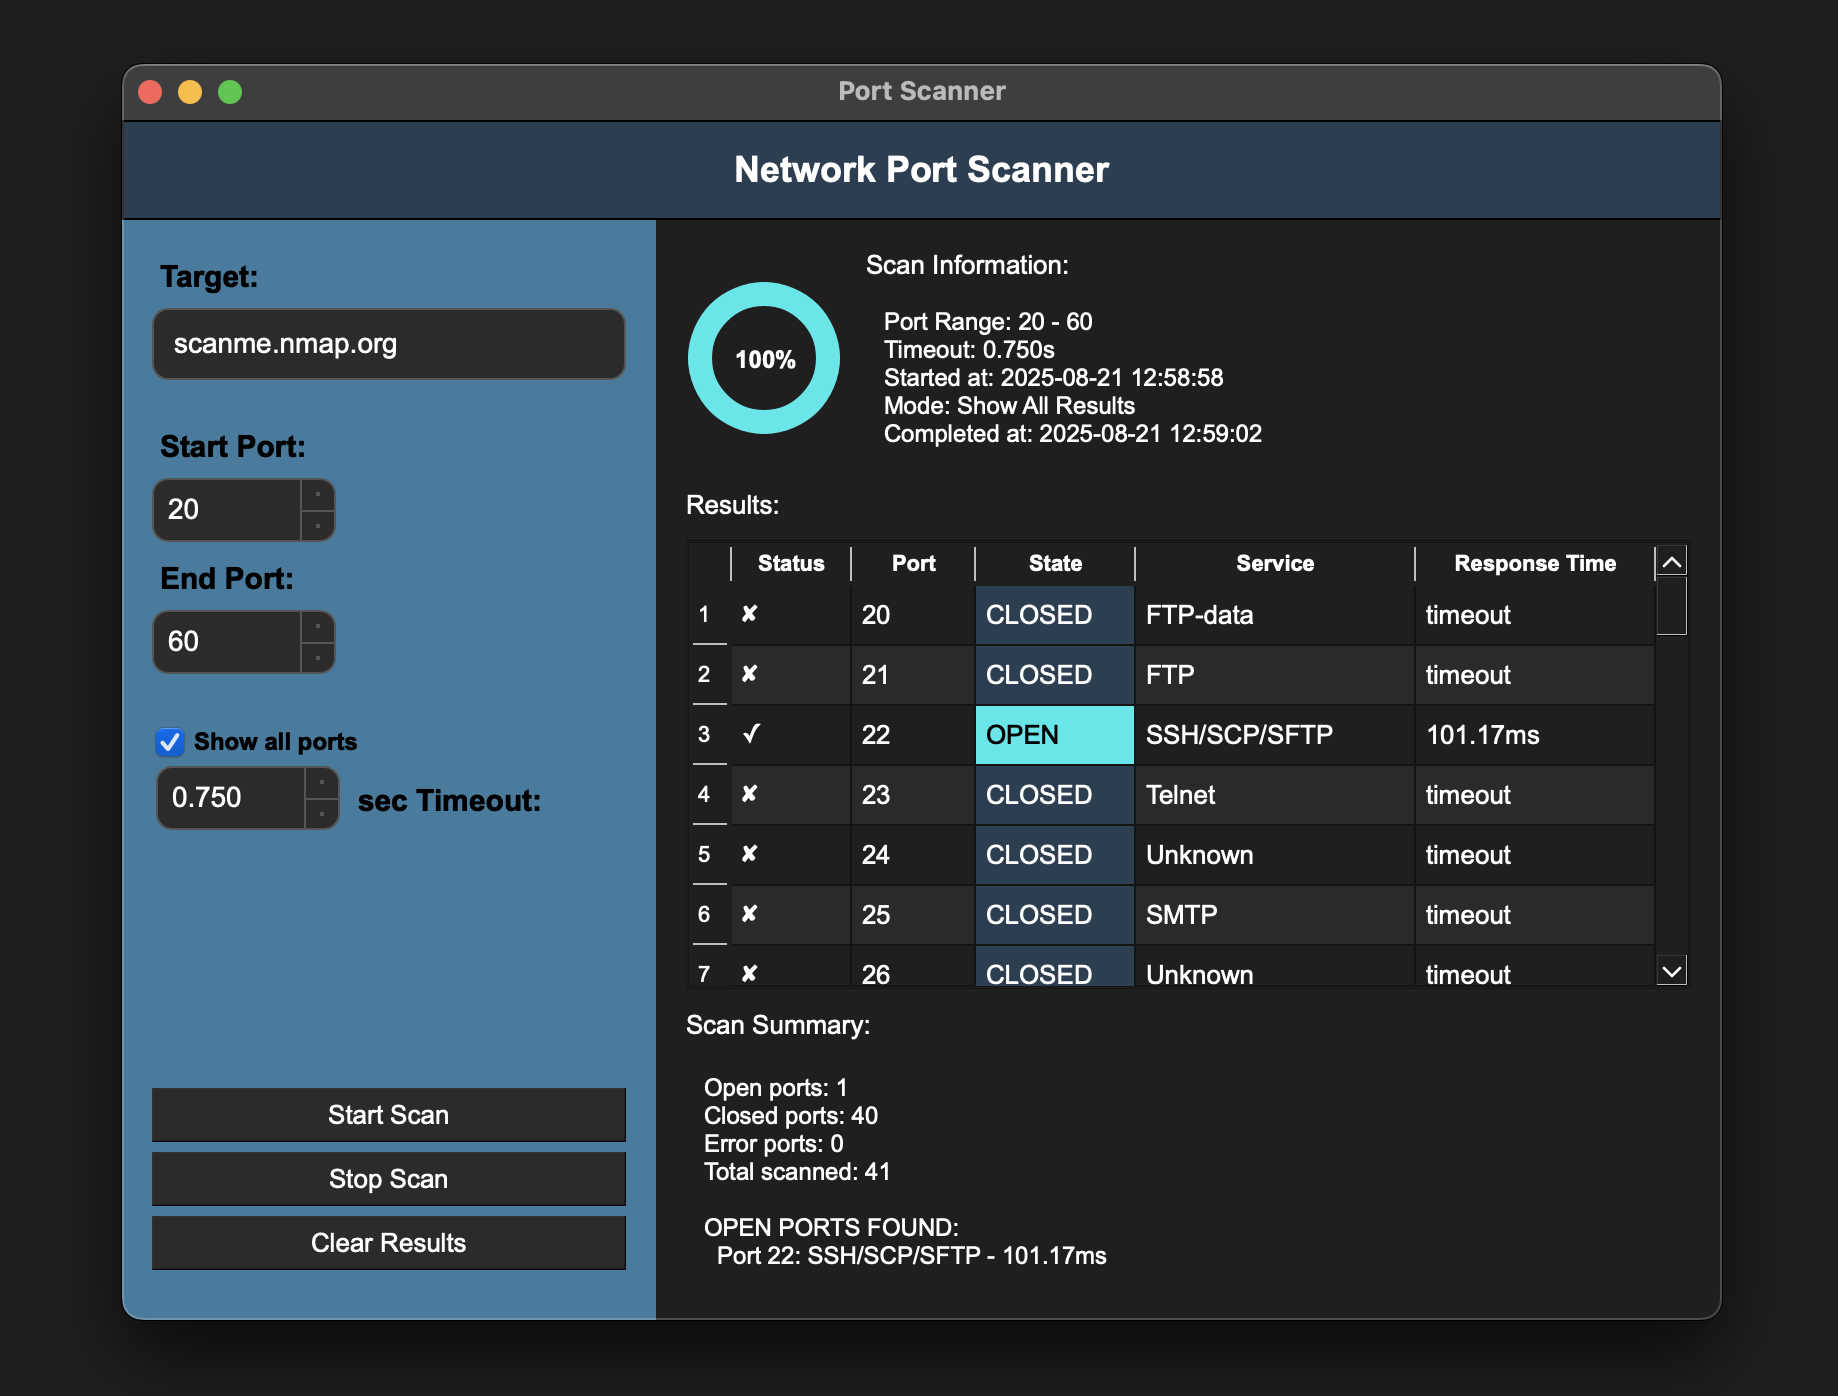 Port Scanner
Network Port Scanner
Target:
scanme.nmap.org
Start Port:
20
End Port:
60
Show all ports
0.750 sec Timeout:
Start Scan
Stop Scan
Clear Results
100%
Scan Information:
Port Range: 20 - 60
Timeout: 0.750s
Started at: 2025-08-21 12:58:58
Mode: Show All Results
Completed at: 2025-08-21 12:59:02
Results:
Status Port State Service Response Time
1 ✘ 20 CLOSED FTP-data timeout
2 ✘ 21 CLOSED FTP timeout
3 ✓ 22 OPEN SSH/SCP/SFTP 101.17ms
4 ✘ 23 CLOSED Telnet timeout
5 ✘ 24 CLOSED Unknown timeout
6 ✘ 25 CLOSED SMTP timeout
7 ✘ 26 CLOSED Unknown timeout
Scan Summary:
Open ports: 1
Closed ports: 40
Error ports: 0
Total scanned: 41
OPEN PORTS FOUND:
Port 22: SSH/SCP/SFTP - 101.17ms